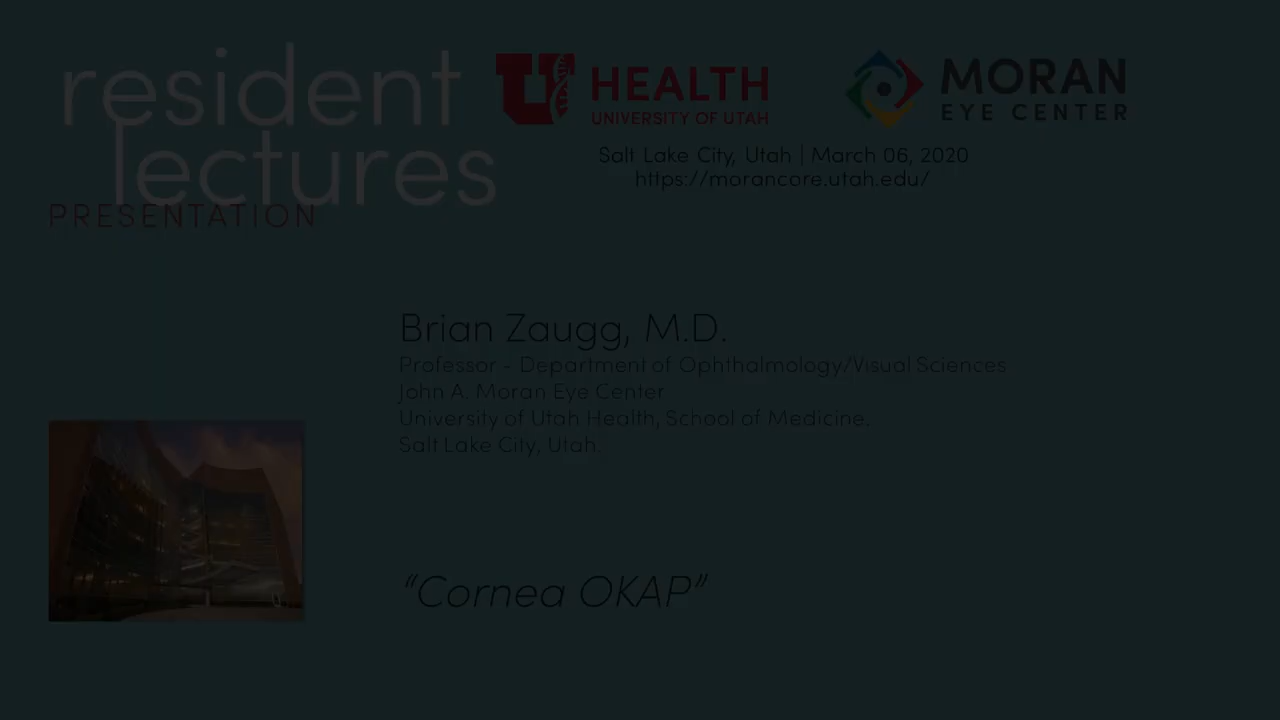 resident
lectures
PRESENTATION
U HEALTH
UNIVERSITY OF UTAH
MORAN
EYE CENTER
Salt Lake City, Utah | March 06, 2020
https://morancore.utah.edu/
Brian Zaugg, M.D.
Professor - Department of Ophthalmology/Visual Sciences
John A. Moran Eye Center
University of Utah Health, School of Medicine.
Salt Lake City, Utah.
“Cornea OKAP”